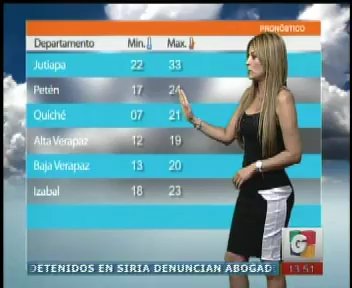 PRONÓSTICO
Departamento Min. Max.
Jutiapa 22 33
Petén 17 24
Quiché 07 21
Alta Verapaz 12 19
Baja Verapaz 13 20
Izabal 18 23
G
DETENIDOS EN SIRIA DENUNCIAN ABOGAD
13:51